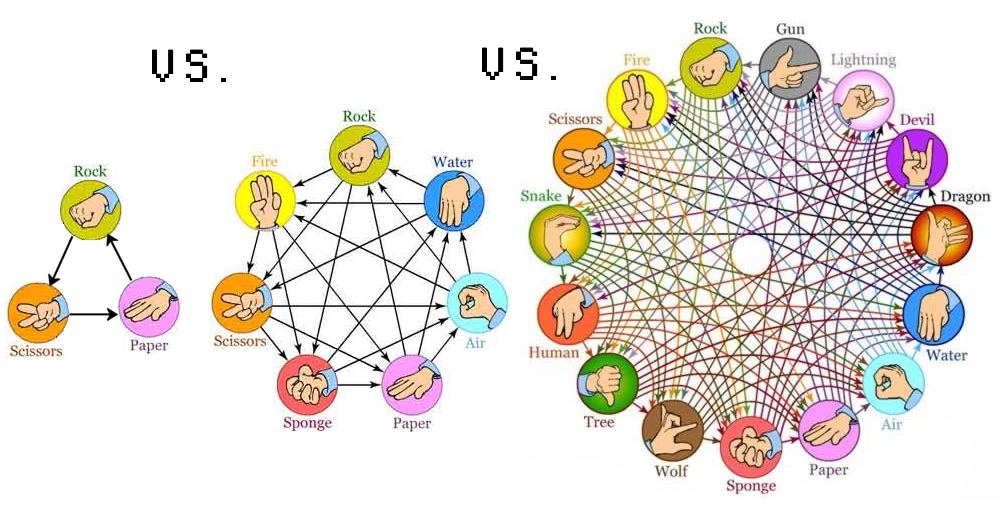 VS.
VS.
Rock
Scissors
Paper
Rock
Fire
Water
Scissors
Air
Sponge
Paper
Rock
Gun
Fire
Lightning
Scissors
Devil
Snake
Dragon
Human
Water
Tree
Air
Wolf
Paper
Sponge